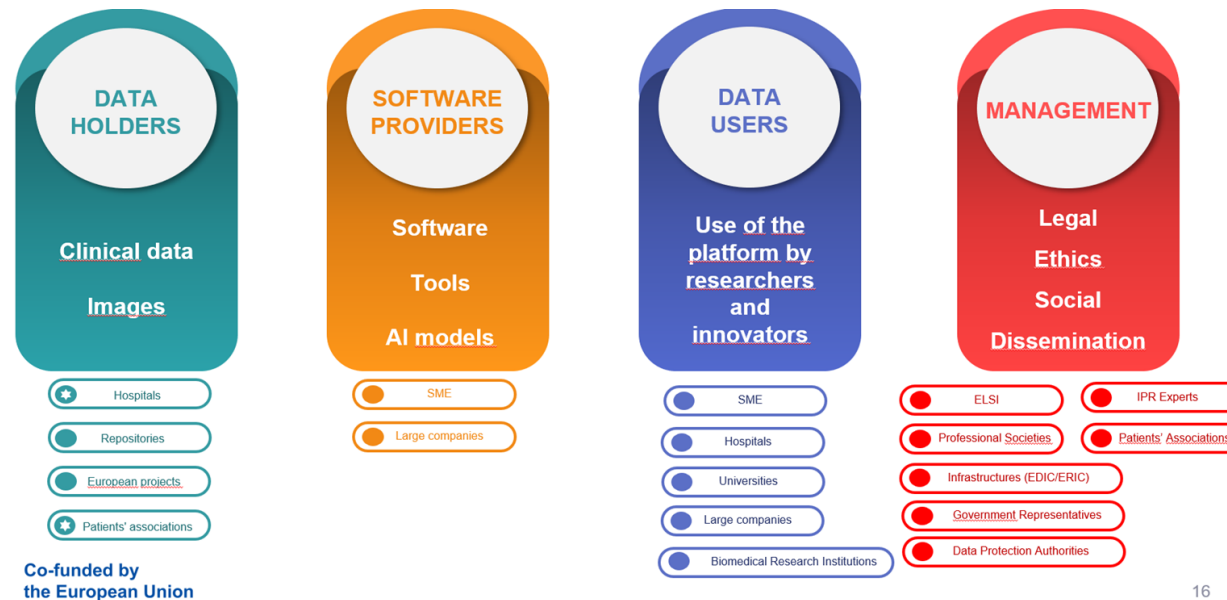 DATA
HOLDERS
Clinical data
Images
Hospitals
Repositories
European projects
Patients' associations
SOFTWARE
PROVIDERS
Software
Tools
AI models
SME
Large companies
DATA
USERS
Use of the
platform by
researchers
and
innovators
SME
Hospitals
Universities
Large companies
Biomedical Research Institutions
MANAGEMENT
Legal
Ethics
Social
Dissemination
ELSI
IPR Experts
Professional Societies
Patients' Associations
Infrastructures (EDIC/ERIC)
Government Representatives
Data Protection Authorities
Co-funded by
the European Union
16